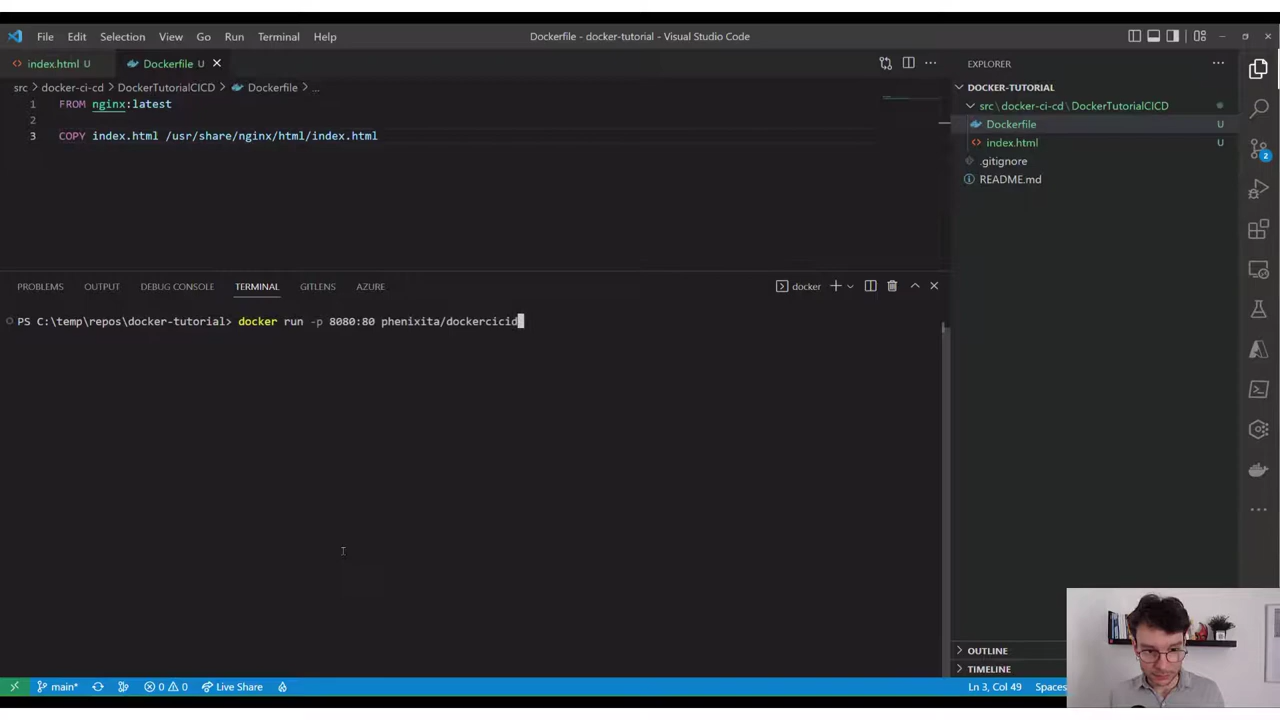 File Edit Selection View Go Run Terminal Help
Dockerfile - docker-tutorial - Visual Studio Code
index.html U
Dockerfile U
src > docker-ci-cd > DockerTutorialCICD > Dockerfile > ...
1 FROM nginx:latest
2
3 COPY index.html /usr/share/nginx/html/index.html
PROBLEMS OUTPUT DEBUG CONSOLE TERMINAL GITLENS AZURE
docker
PS C:\temp\repos\docker-tutorial> docker run -p 8080:80 phenixita/dockercicid
EXPLORER
DOCKER-TUTORIAL
src \ docker-ci-cd \ DockerTutorialCICD
Dockerfile U
index.html U
.gitignore
README.md
2
OUTLINE
TIMELINE
main* 0 0 Live Share
Ln 3, Col 49 Spaces